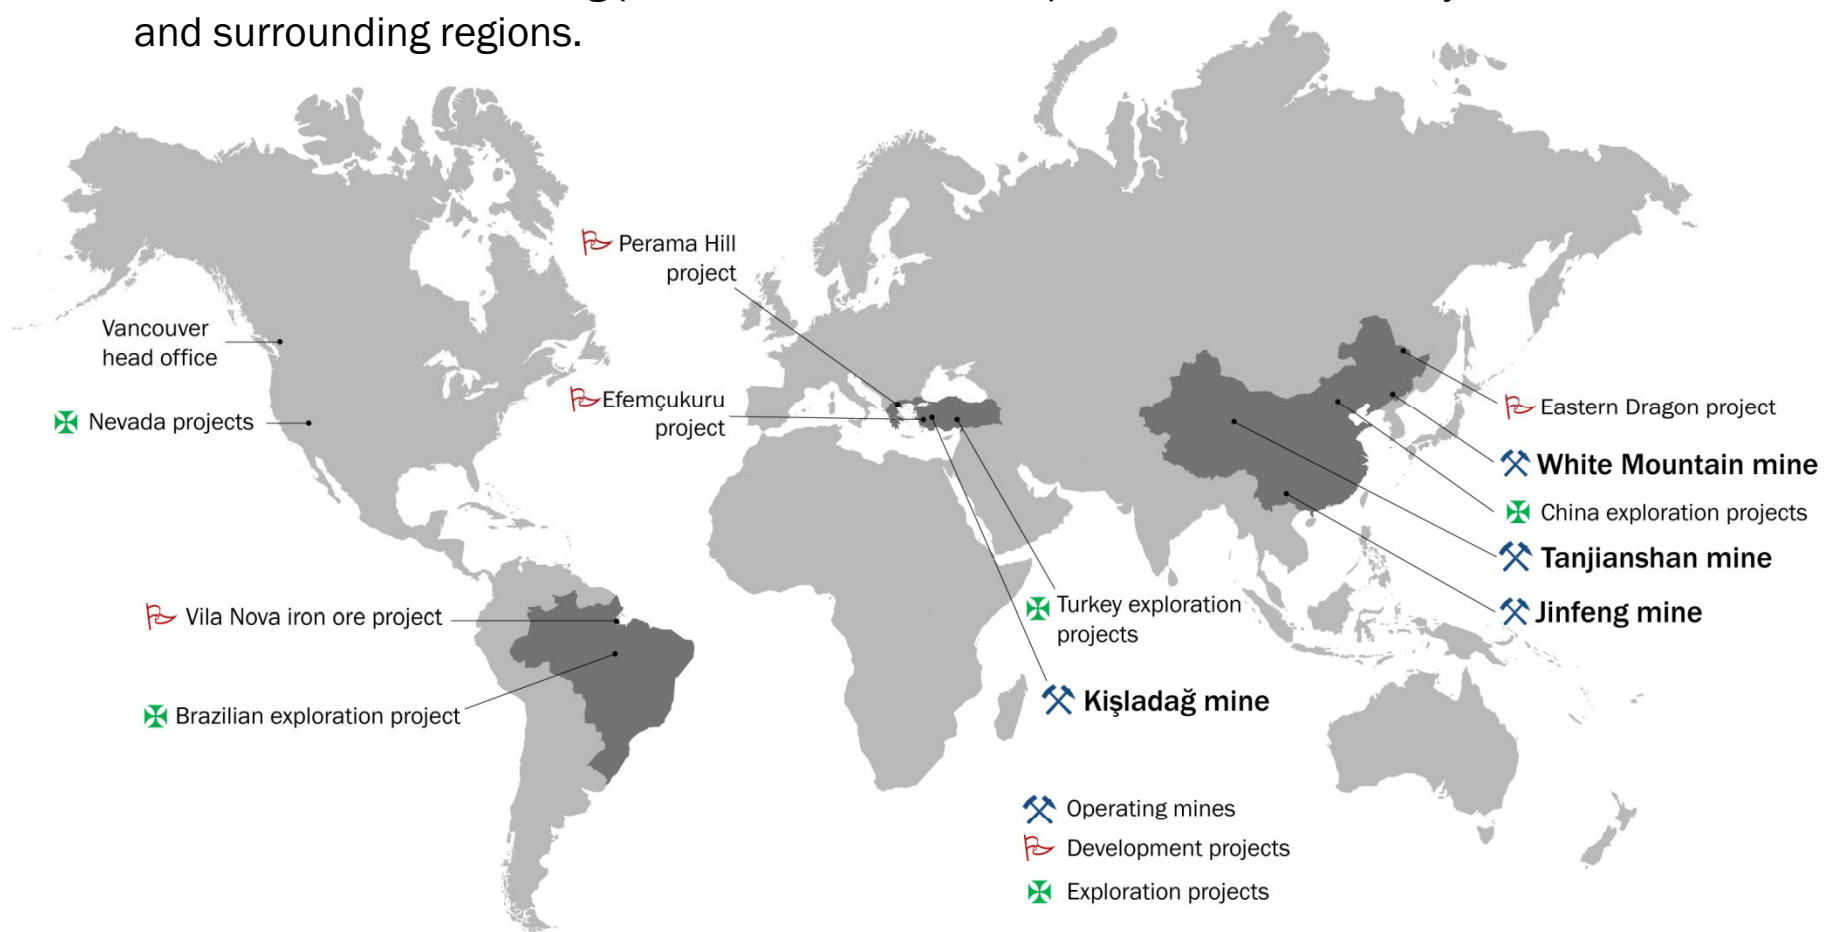 and surrounding regions.
Perama Hill
project
Vancouver
head office
Nevada projects
Efemçukuru
project
Eastern Dragon project
White Mountain mine
China exploration projects
Tanjianshan mine
Jinfeng mine
Vila Nova iron ore project
Turkey exploration
projects
Brazilian exploration project
Kişladağ mine
Operating mines
Development projects
Exploration projects